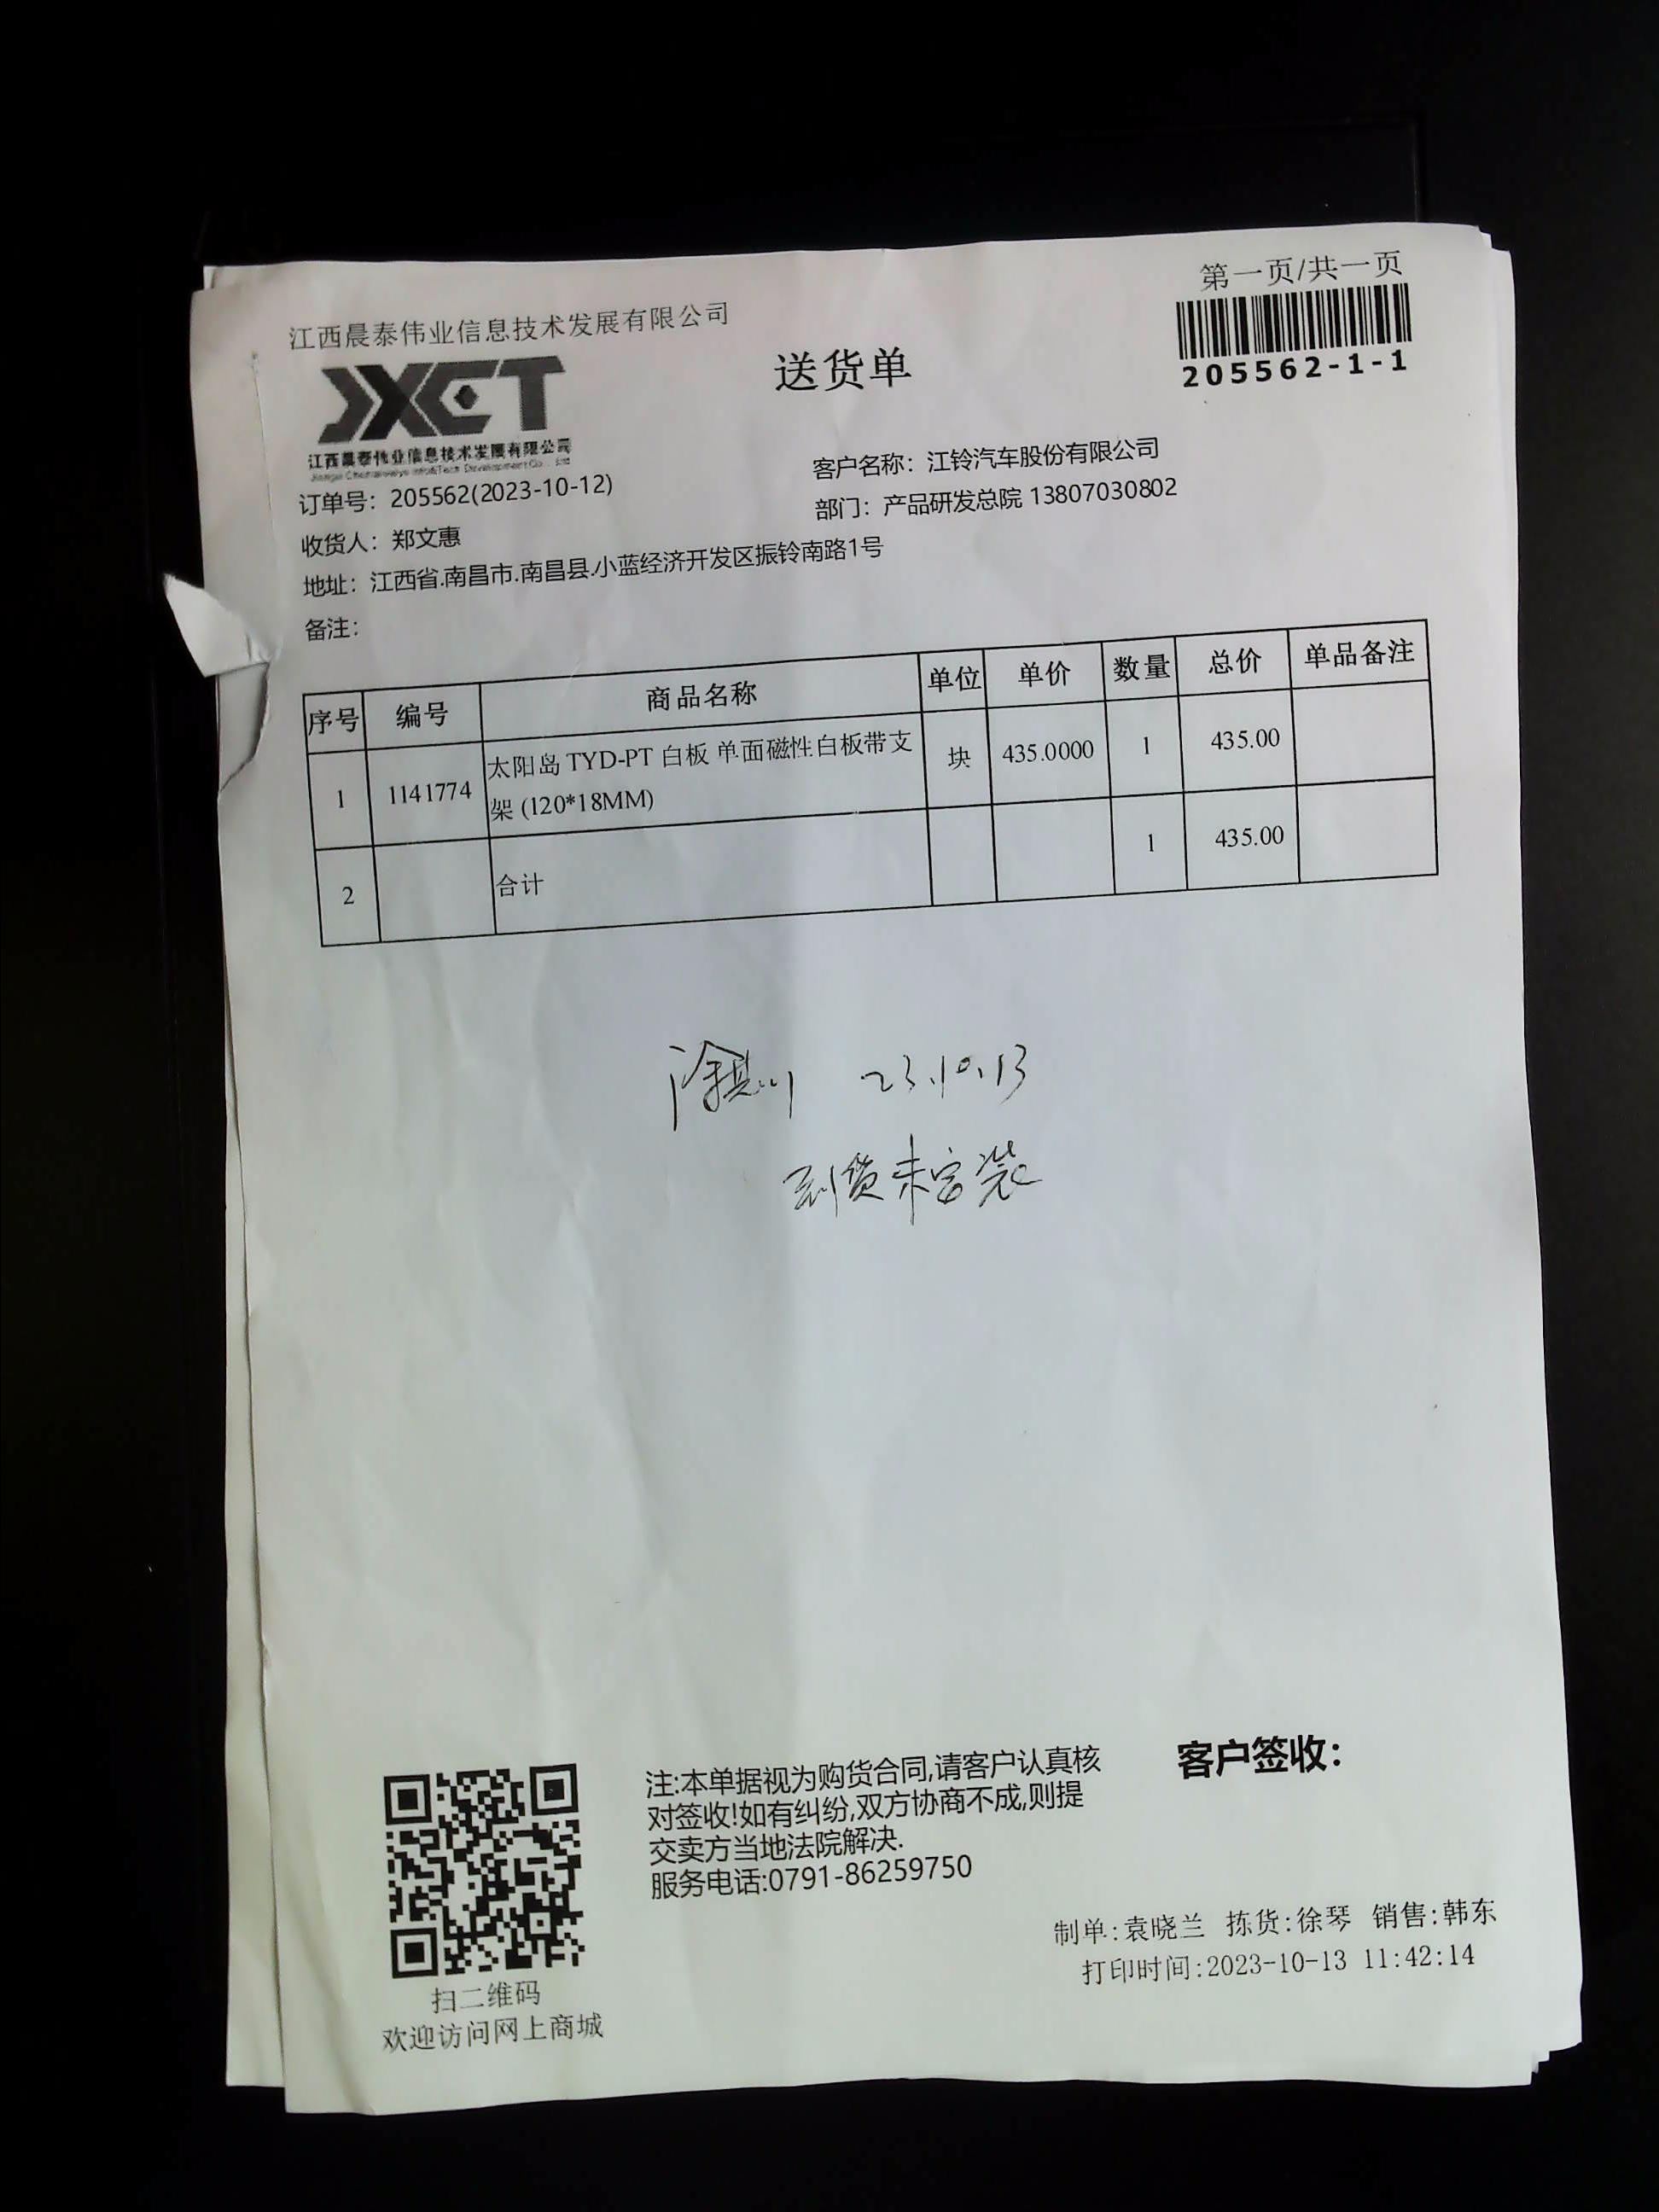 第一页/共一页
江西晨泰伟业信息技术发展有限公司
205562-1-1
送货单
JXCT
江西晨泰伟业信息技术发展有限公司
客户名称：江铃汽车股份有限公司
订单号：205562(2023-10-12)
部门：产品研发总院 13807030802
收货人：郑文惠
地址：江西省.南昌市.南昌县.小蓝经济开发区振铃南路1号
备注：
序号 编号 商品名称 单位 单价 数量 总价 单品备注
1 1141774 太阳岛 TYD-PT 白板 单面磁性白板带支 块 435.0000 1 435.00
架 (120*18MM)
2 合计 1 435.00
23.10.13
到货未安装
注:本单据视为购货合同,请客户认真核
对签收!如有纠纷,双方协商不成,则提
交卖方当地法院解决.
服务电话:0791-86259750
客户签收：
制单:袁晓兰 拣货:徐琴 销售:韩东
打印时间:2023-10-13 11:42:14
扫二维码
欢迎访问网上商城